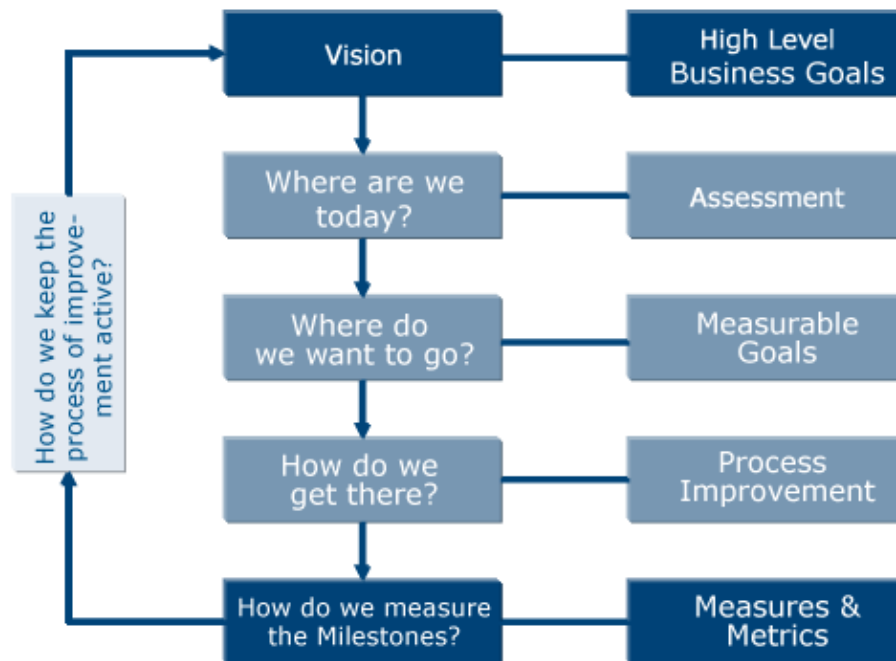 Vision
High Level
Business Goals
Where are we
today?
Assessment
Where do
we want to go?
Measurable
Goals
How do we
get there?
Process
Improvement
How do we measure
the Milestones?
Measures &
Metrics
How do we keep the
process of improve-
ment active?